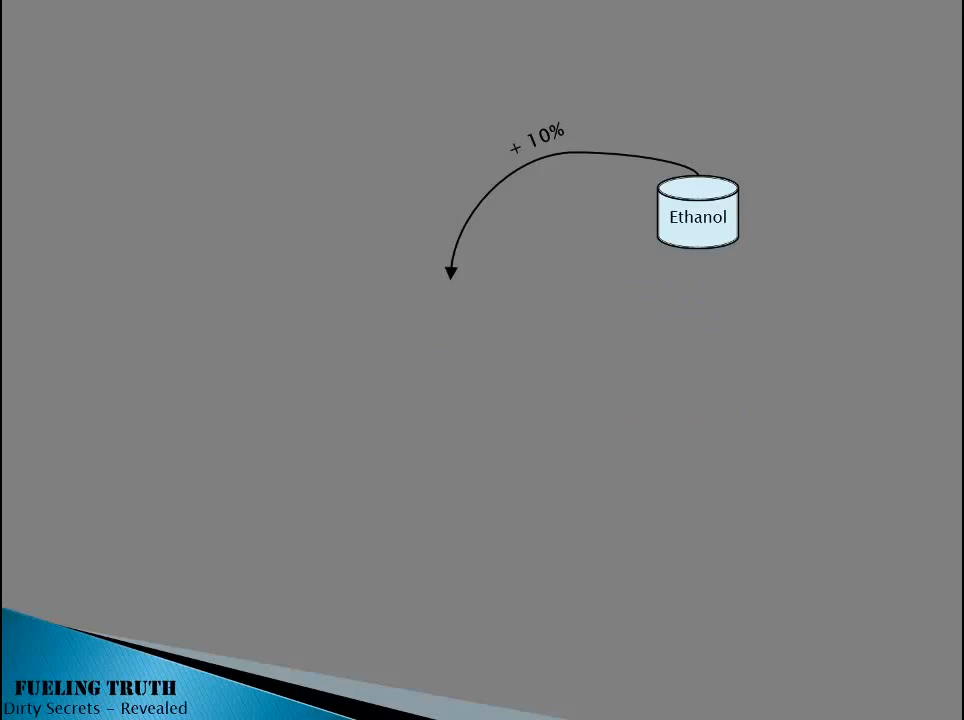 + 10%
Ethanol
FUELING TRUTH
Dirty Secrets – Revealed